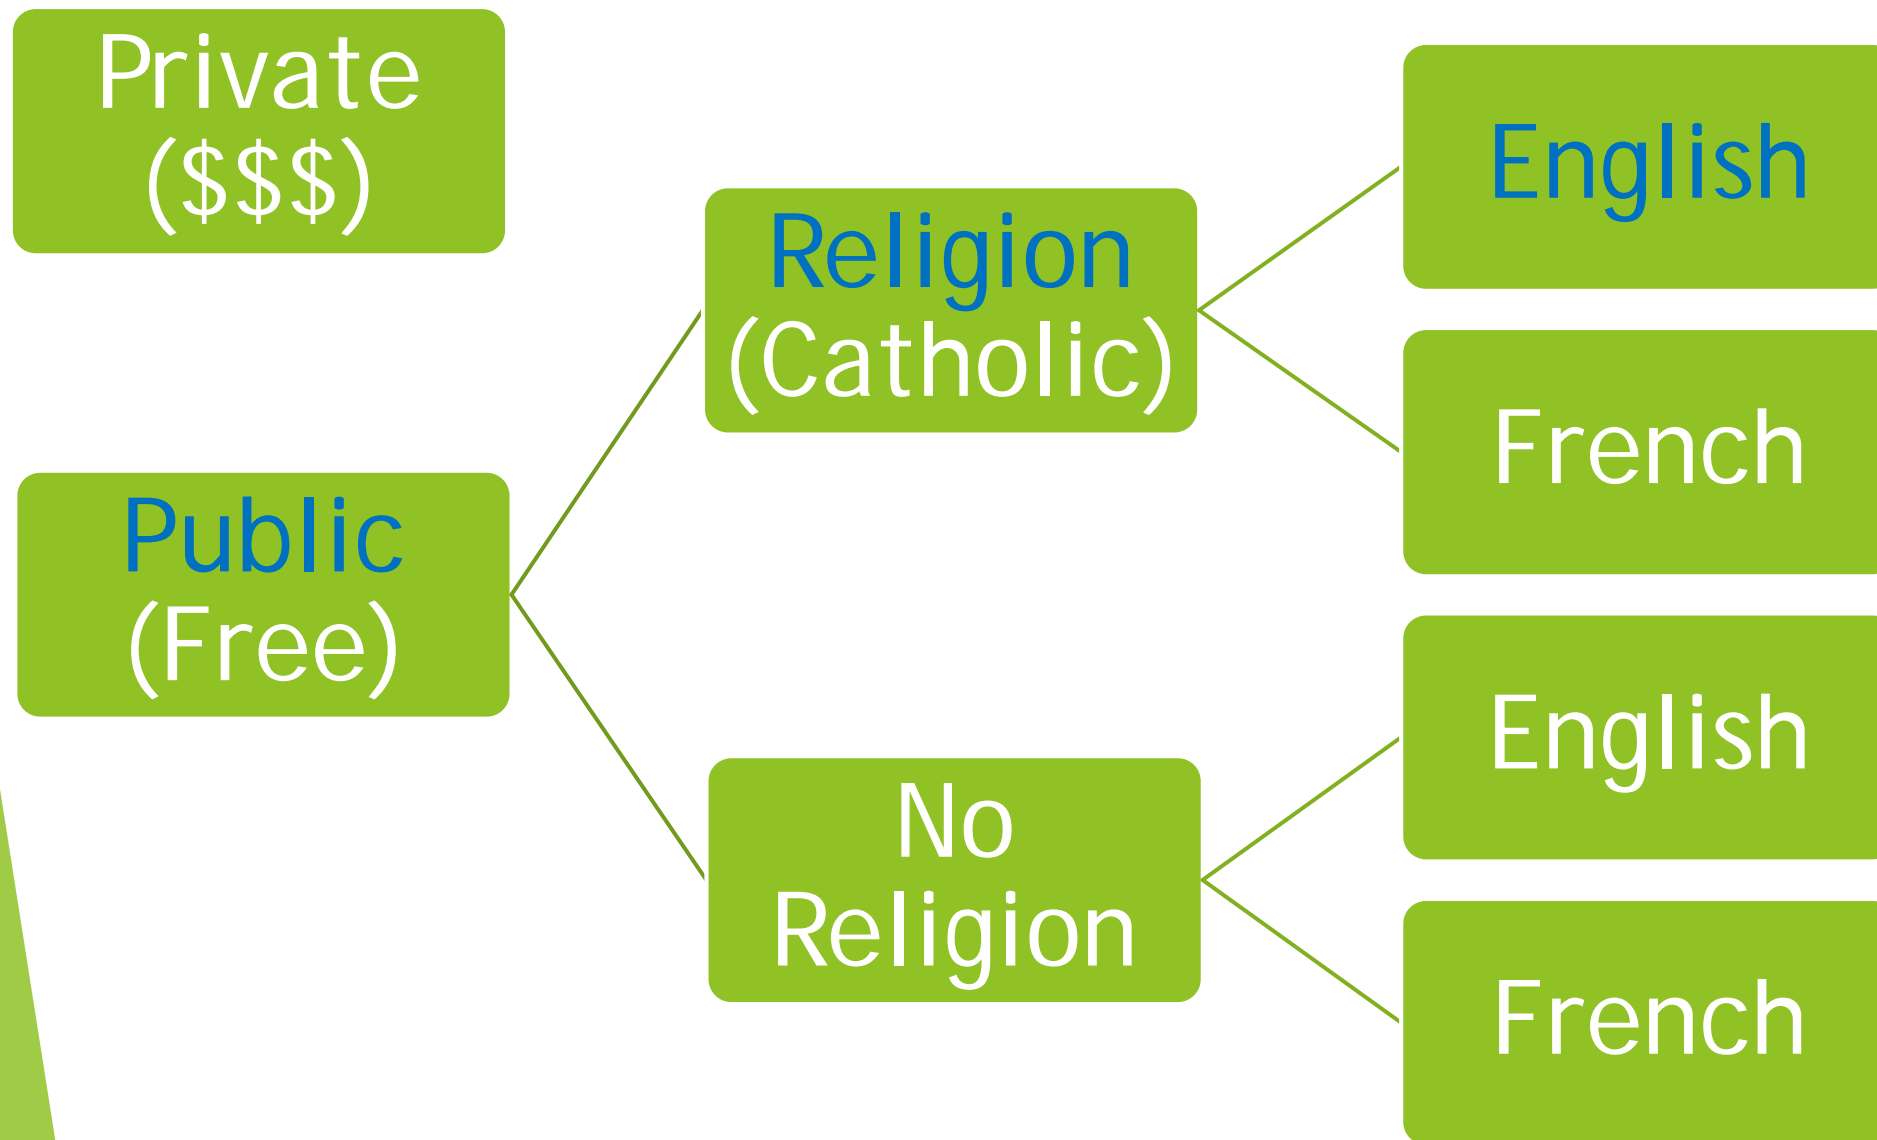 Private
($$$)
Public
(Free)
Religion
(Catholic)
No
Religion
English
French
English
French